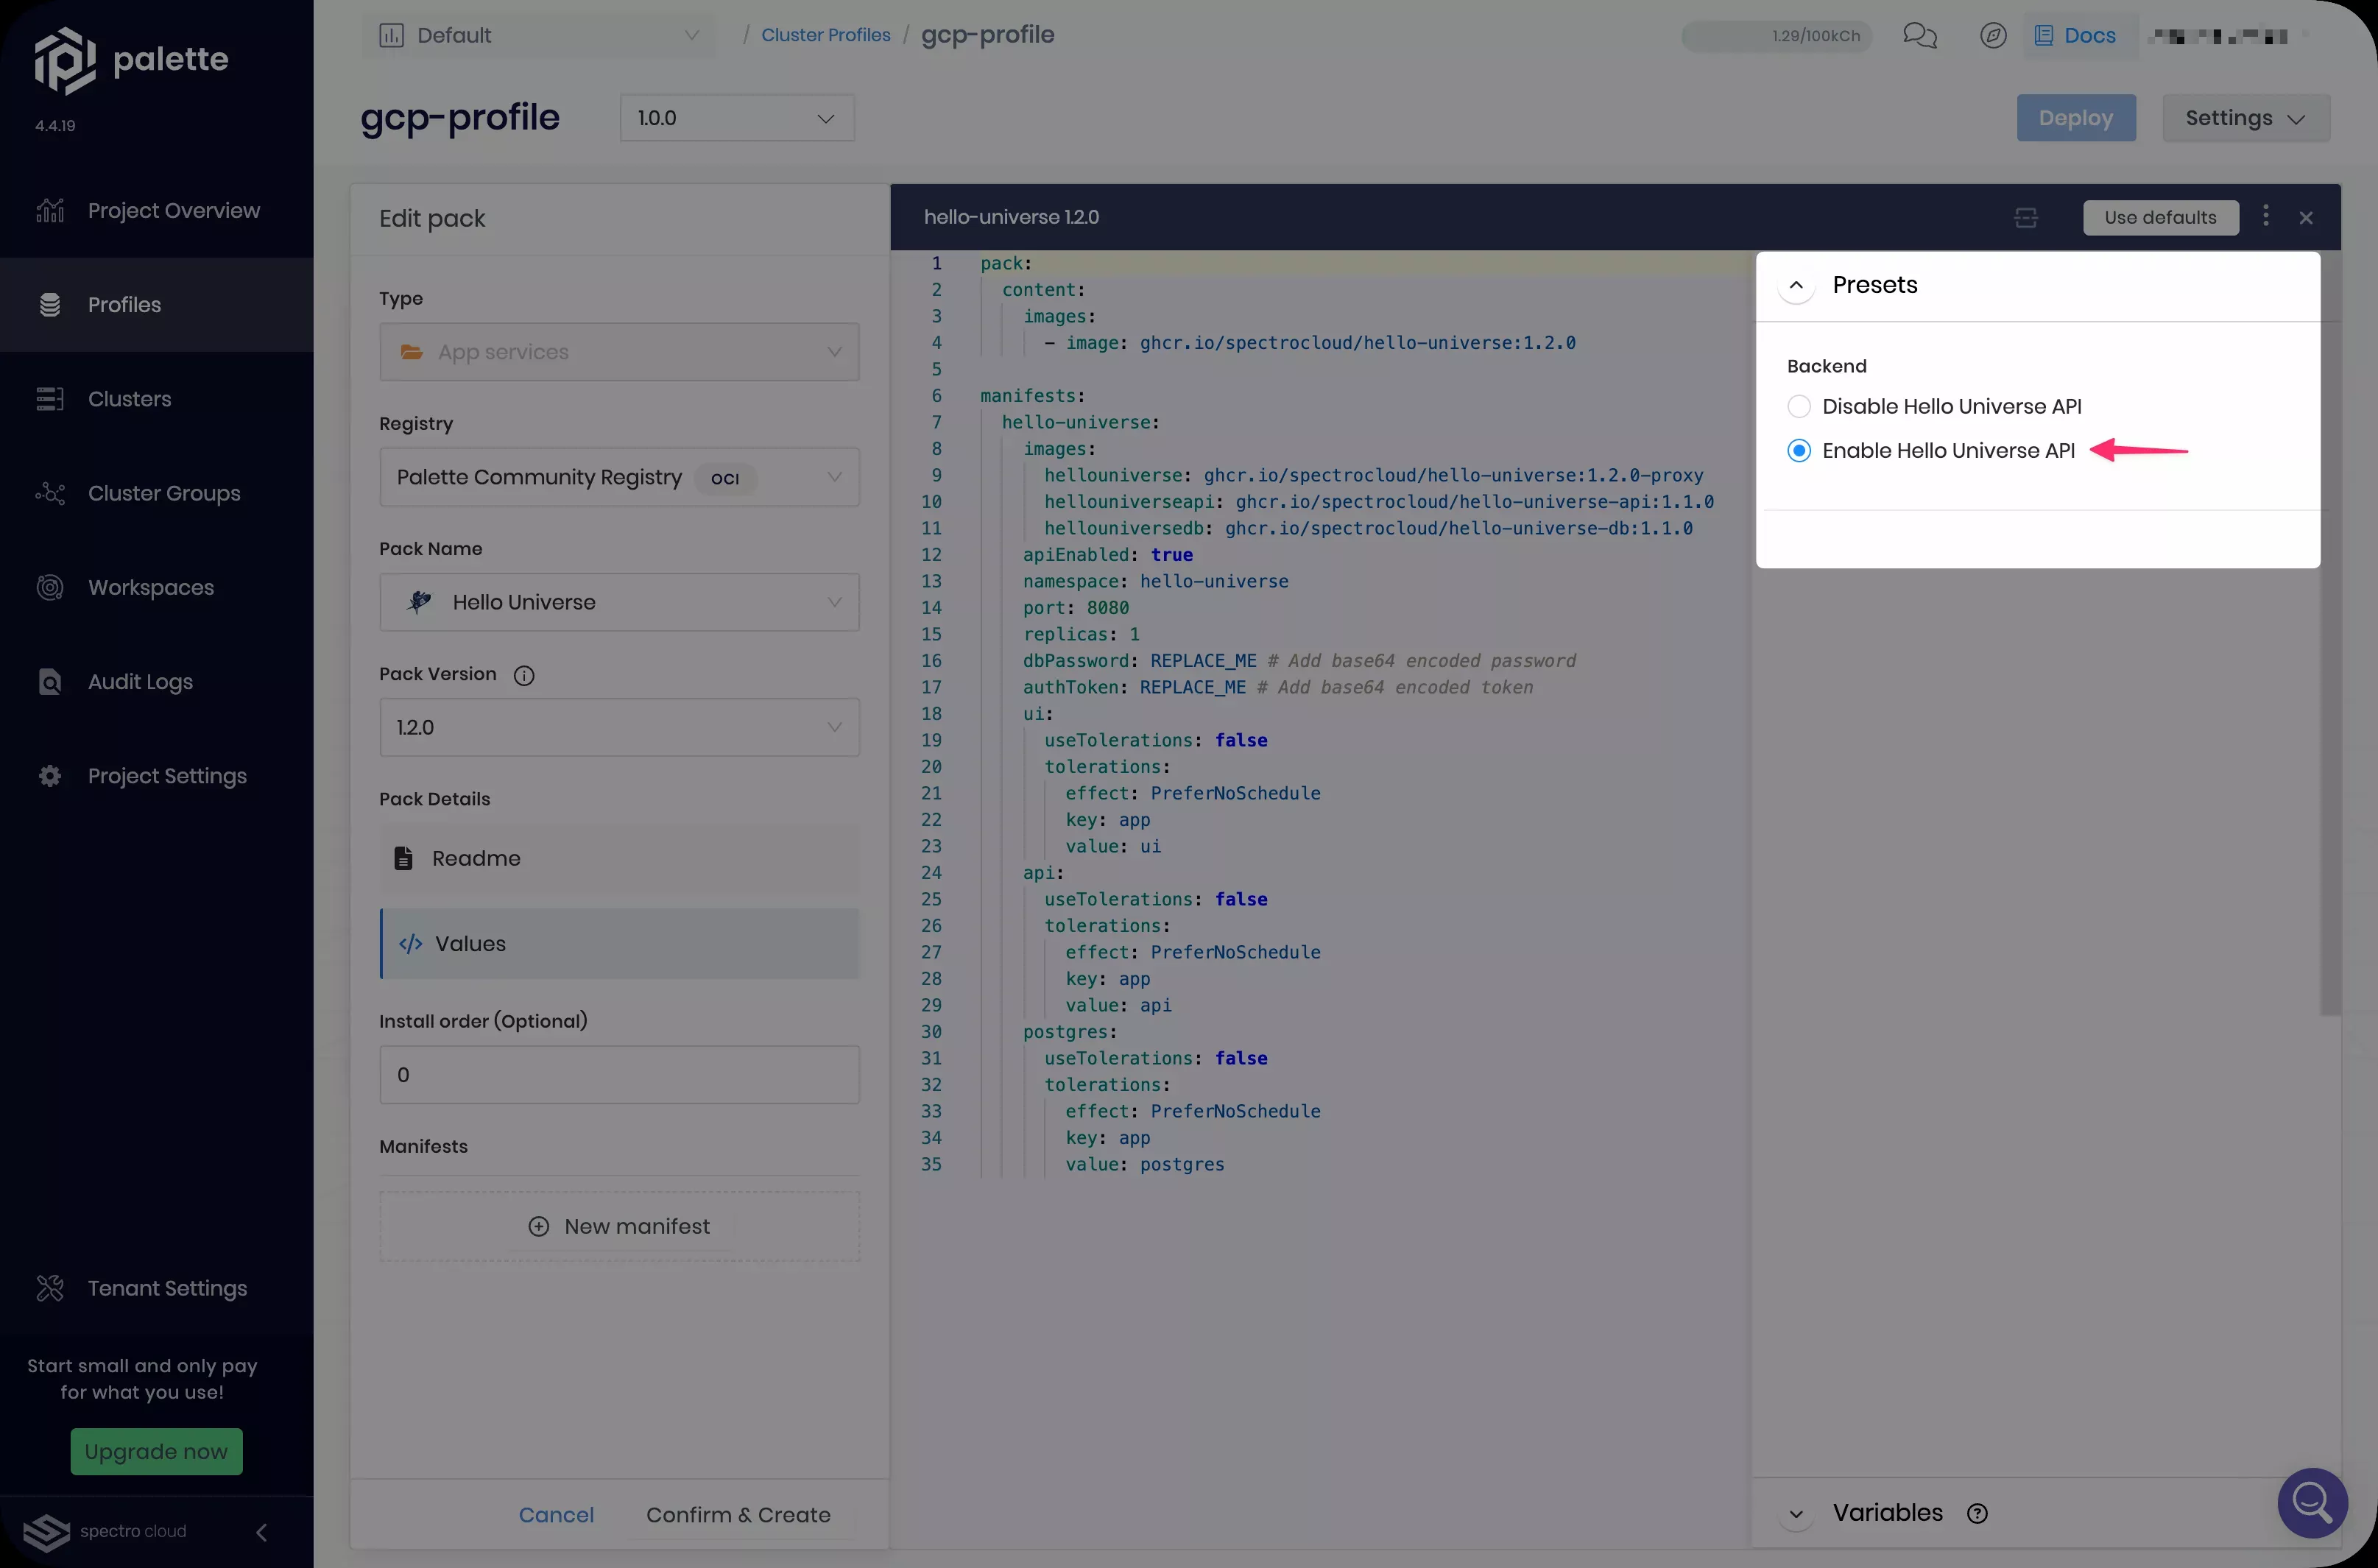 palette
4.4.19
Project Overview
Profiles
Clusters
Cluster Groups
Workspaces
Audit Logs
Project Settings
Tenant Settings
Start small and only pay
for what you use!
Upgrade now
spectro cloud
Default
/ Cluster Profiles / gcp-profile
1.29/100kCh
Docs
gcp-profile
1.0.0
Deploy
Settings
Edit pack
Type
App services
Registry
Palette Community Registry OCI
Pack Name
Hello Universe
Pack Version
1.2.0
Pack Details
Readme
</> Values
Install order (Optional)
0
Manifests
New manifest
Cancel
Confirm & Create
hello-universe 1.2.0
Use defaults
1 pack:
2 content:
3 images:
4 - image: ghcr.io/spectrocloud/hello-universe:1.2.0
5
6 manifests:
7 hello-universe:
8 images:
9 hellouniverse: ghcr.io/spectrocloud/hello-universe:1.2.0-proxy
10 hellouniverseapi: ghcr.io/spectrocloud/hello-universe-api:1.1.0
11 hellouniversedb: ghcr.io/spectrocloud/hello-universe-db:1.1.0
12 apiEnabled: true
13 namespace: hello-universe
14 port: 8080
15 replicas: 1
16 dbPassword: REPLACE_ME # Add base64 encoded password
17 authToken: REPLACE_ME # Add base64 encoded token
18 ui:
19 useTolerations: false
20 tolerations:
21 effect: PreferNoSchedule
22 key: app
23 value: ui
24 api:
25 useTolerations: false
26 tolerations:
27 effect: PreferNoSchedule
28 key: app
29 value: api
30 postgres:
31 useTolerations: false
32 tolerations:
33 effect: PreferNoSchedule
34 key: app
35 value: postgres
Presets
Backend
Disable Hello Universe API
Enable Hello Universe API
Variables